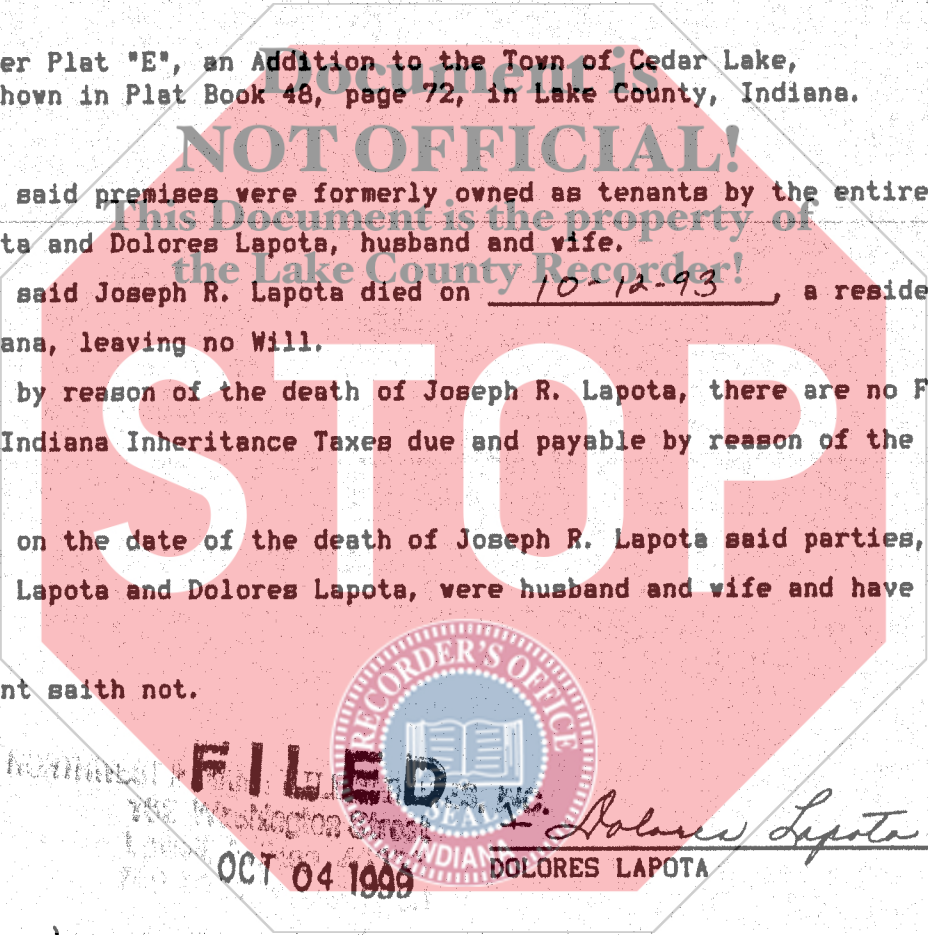 er Plat "E", an Addition to the Town of Cedar Lake,
Document is
hown in Plat Book 48, page 72, in Lake County, Indiana.
NOT OFFICIAL!
said premises were formerly owned as tenants by the entire
This Document is the property of
ta and Dolores Lapota, husband and wife.
the Lake County Recorder!
said Joseph R. Lapota died on 10-12-93, a reside
ana, leaving no Will.
STOP
by reason of the death of Joseph R. Lapota, there are no F
Indiana Inheritance Taxes due and payable by reason of the
on the date of the death of Joseph R. Lapota said parties,
Lapota and Dolores Lapota, were husband and wife and have
RECORDER'S OFFICE
nt saith not.
FILED
Washington Street
SEAL
Dolores Lapota
INDIANA
DOLORES LAPOTA
OCT 04 1999